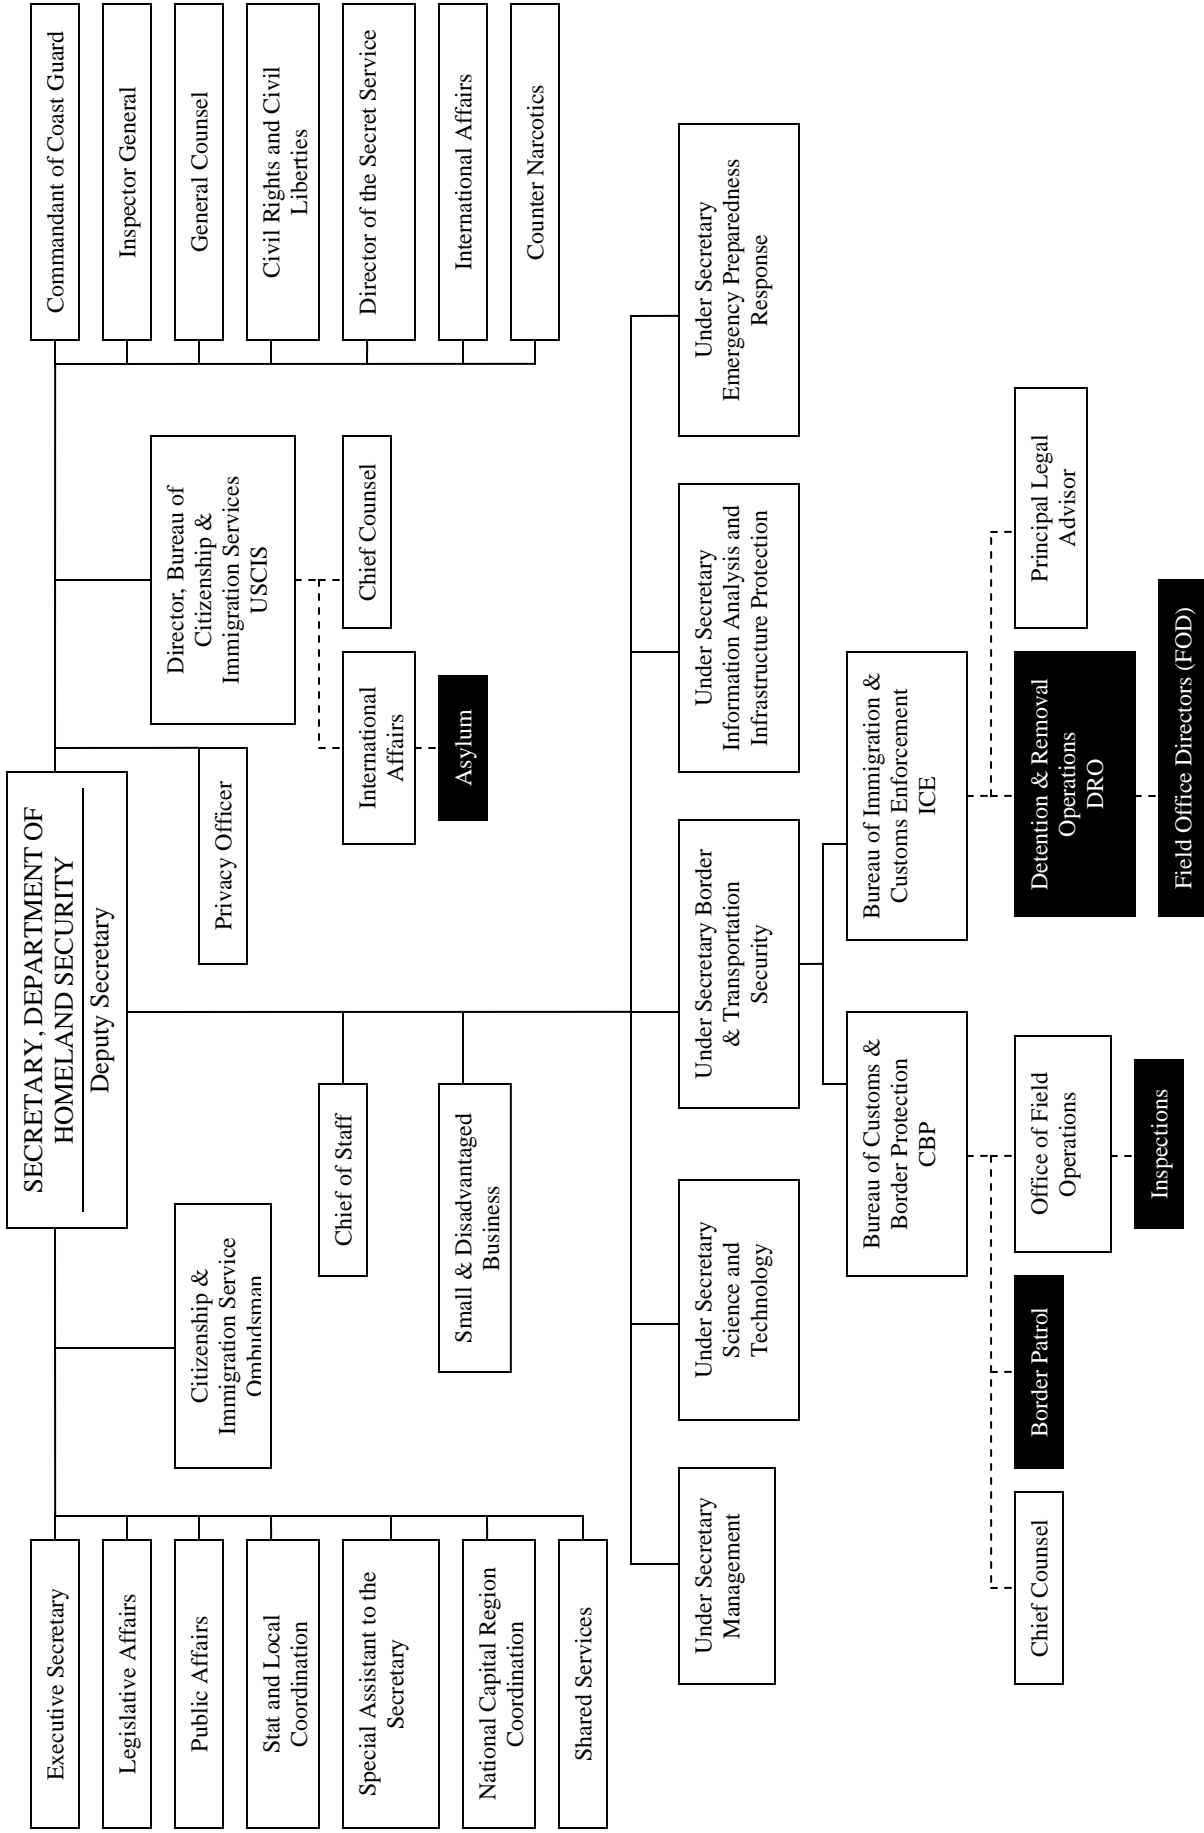 SECRETARY, DEPARTMENT OF
HOMELAND SECURITY
Deputy Secretary
Executive Secretary
Legislative Affairs
Public Affairs
Stat and Local
Coordination
Special Assistant to the
Secretary
National Capital Region
Coordination
Shared Services
Citizenship &
Immigration Service
Ombudsman
Privacy Officer
Director, Bureau of
Citizenship &
Immigration Services
USCIS
International
Affairs
Asylum
Chief Counsel
Commandant of Coast Guard
Inspector General
General Counsel
Civil Rights and Civil
Liberties
Director of the Secret Service
International Affairs
Counter Narcotics
Chief of Staff
Small & Disadvantaged
Business
Under Secretary
Management
Under Secretary
Science and
Technology
Under Secretary Border
& Transportation
Security
Under Secretary
Information Analysis and
Infrastructure Protection
Under Secretary
Emergency Preparedness
Response
Bureau of Customs &
Border Protection
CBP
Bureau of Immigration &
Customs Enforcement
ICE
Chief Counsel
Border Patrol
Office of Field
Operations
Inspections
Detention & Removal
Operations
DRO
Principal Legal
Advisor
Field Office Directors (FOD)